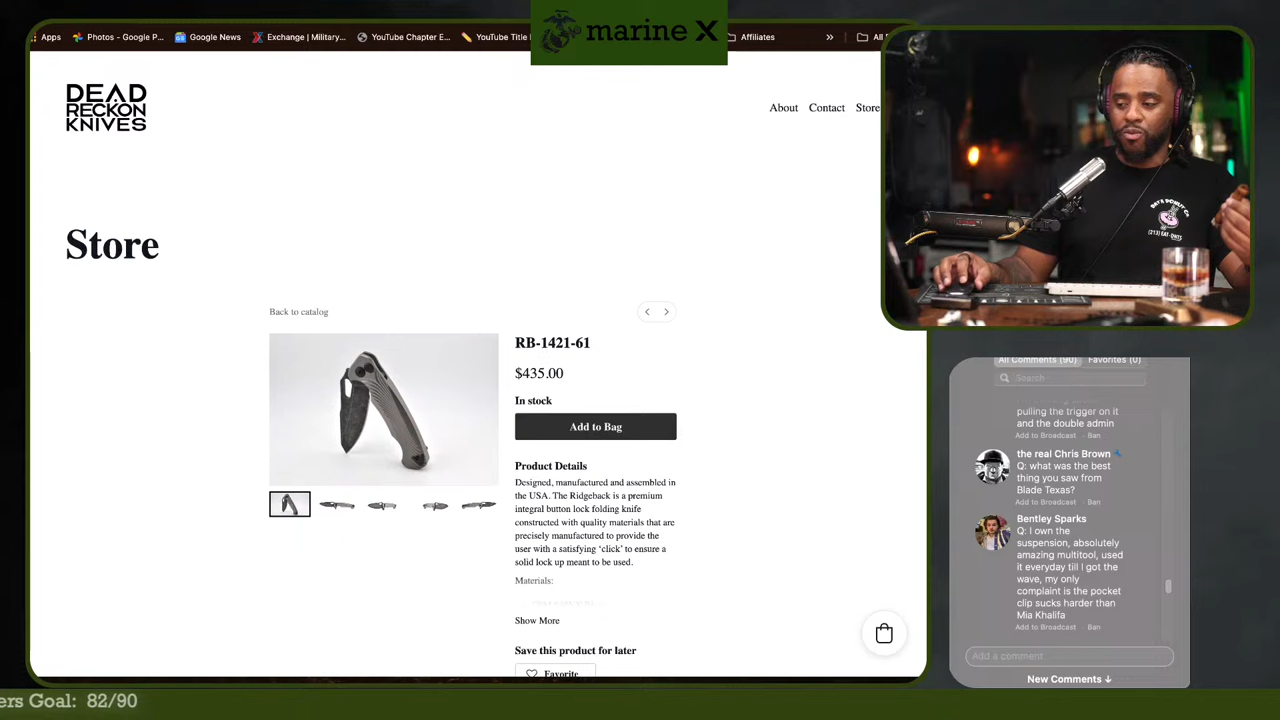 Apps
Photos - Google P...
Google News
Exchange | Military...
YouTube Chapter E...
YouTube Title
marine X
Affiliates
»
All
DEAD
RECKON
KNIVES
About
Contact
Store
Store
Back to catalog
RB-1421-61
$435.00
In stock
Add to Bag
Product Details
Designed, manufactured and assembled in
the USA. The Ridgeback is a premium
integral button lock folding knife
constructed with quality materials that are
precisely manufactured to provide the
user with a satisfying ‘click’ to ensure a
solid lock up meant to be used.
Materials:
Show More
Save this product for later
Favorite
(213) EAT-ONTS
All Comments (90)
Favorites (0)
Search
pulling the trigger on it
and the double admin
Add to Broadcast · Ban
the real Chris Brown
Q: what was the best
thing you saw from
Blade Texas?
Add to Broadcast · Ban
Bentley Sparks
Q: I own the
suspension, absolutely
amazing multitool, used
it everyday till I got the
wave, my only
complaint is the pocket
clip sucks harder than
Mia Khalifa
Add to Broadcast · Ban
Add a comment
New Comments ↓
ers Goal: 82/90